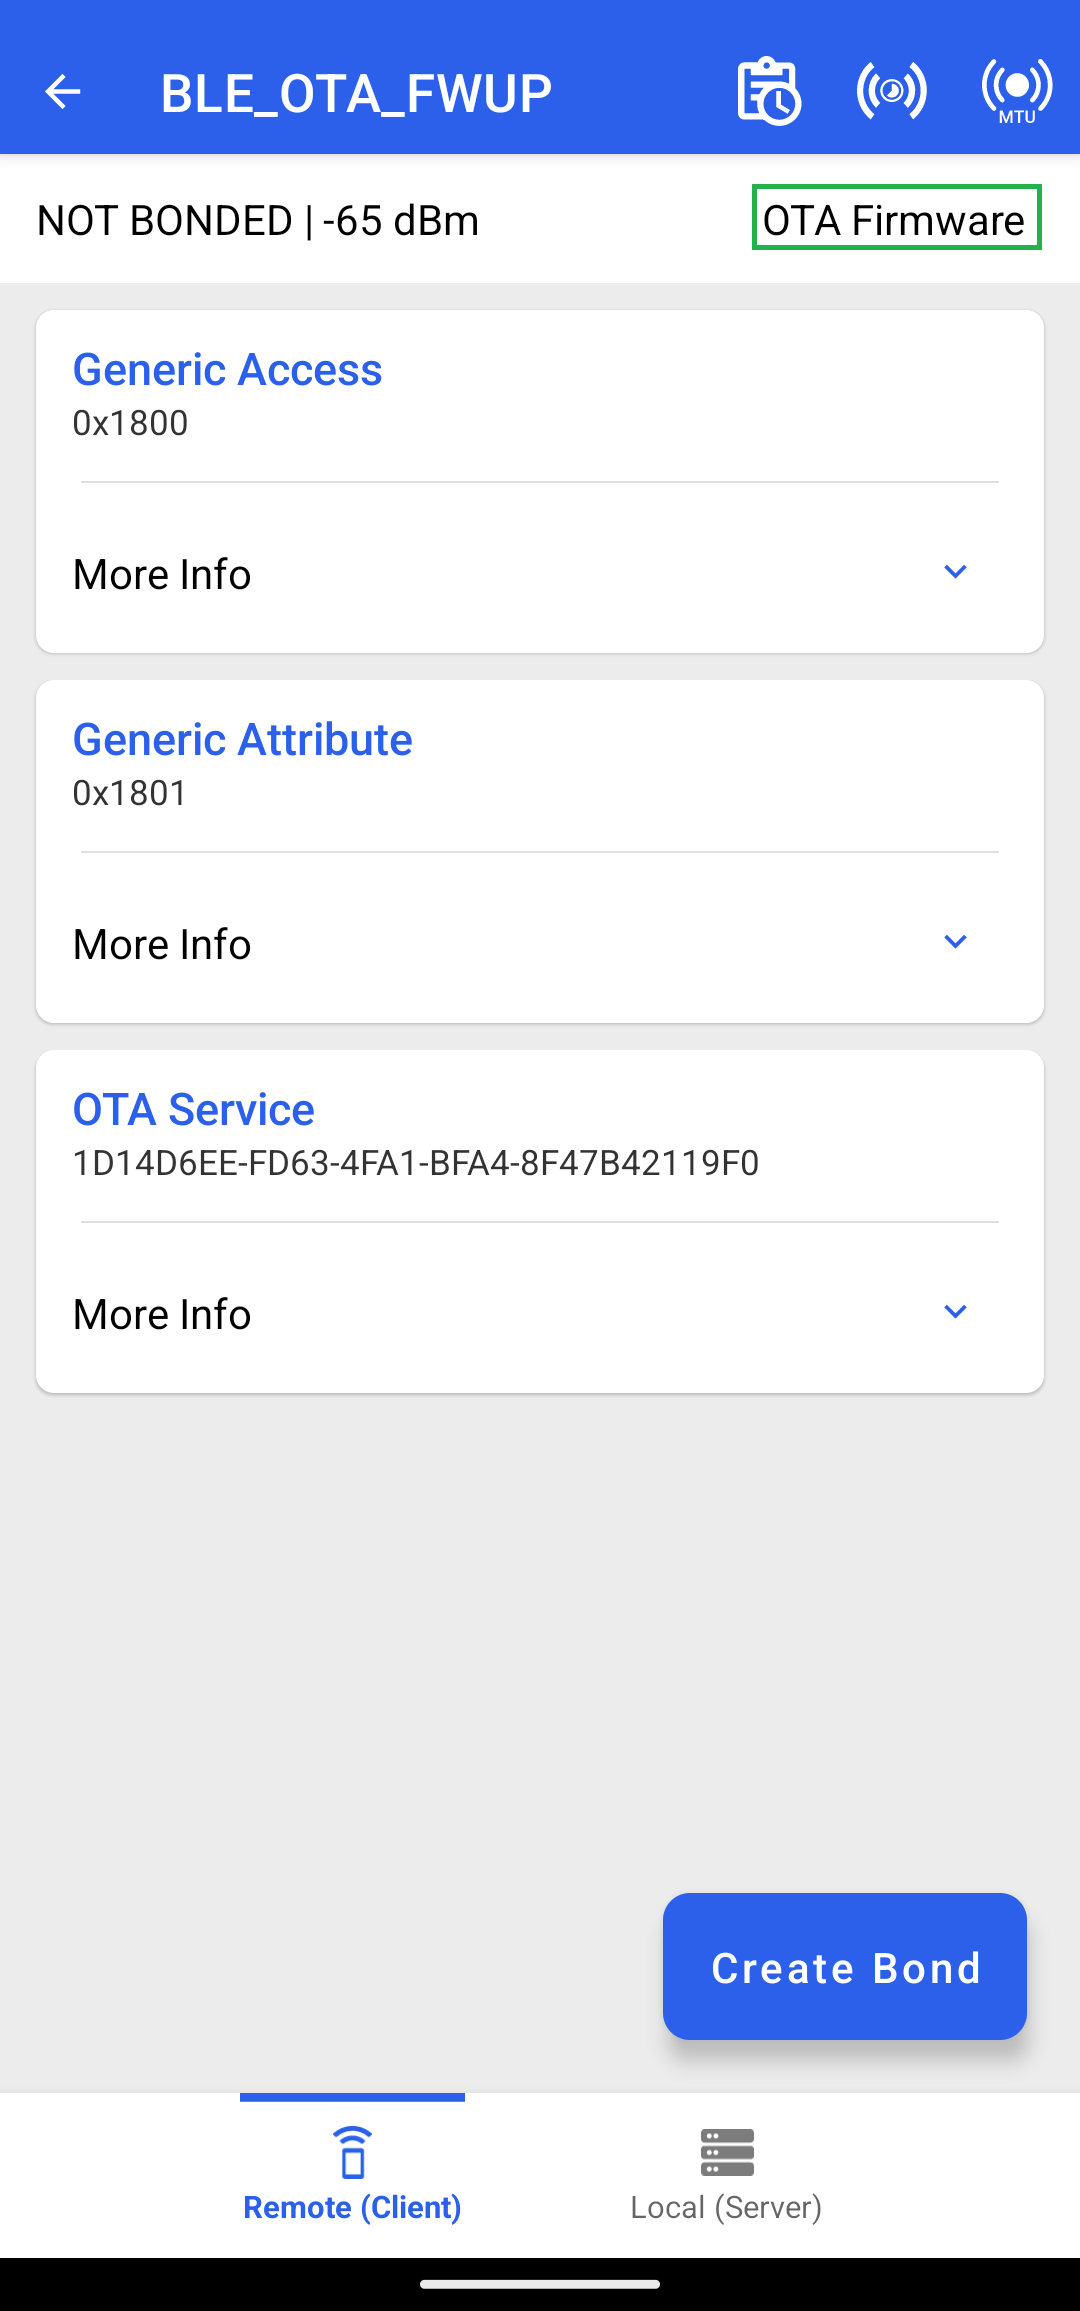 BLE_OTA_FWUP
MTU
NOT BONDED | -65 dBm
OTA Firmware
Generic Access
0x1800
More Info
Generic Attribute
0x1801
More Info
OTA Service
1D14D6EE-FD63-4FA1-BFA4-8F47B42119F0
More Info
Create Bond
Remote (Client)
Local (Server)